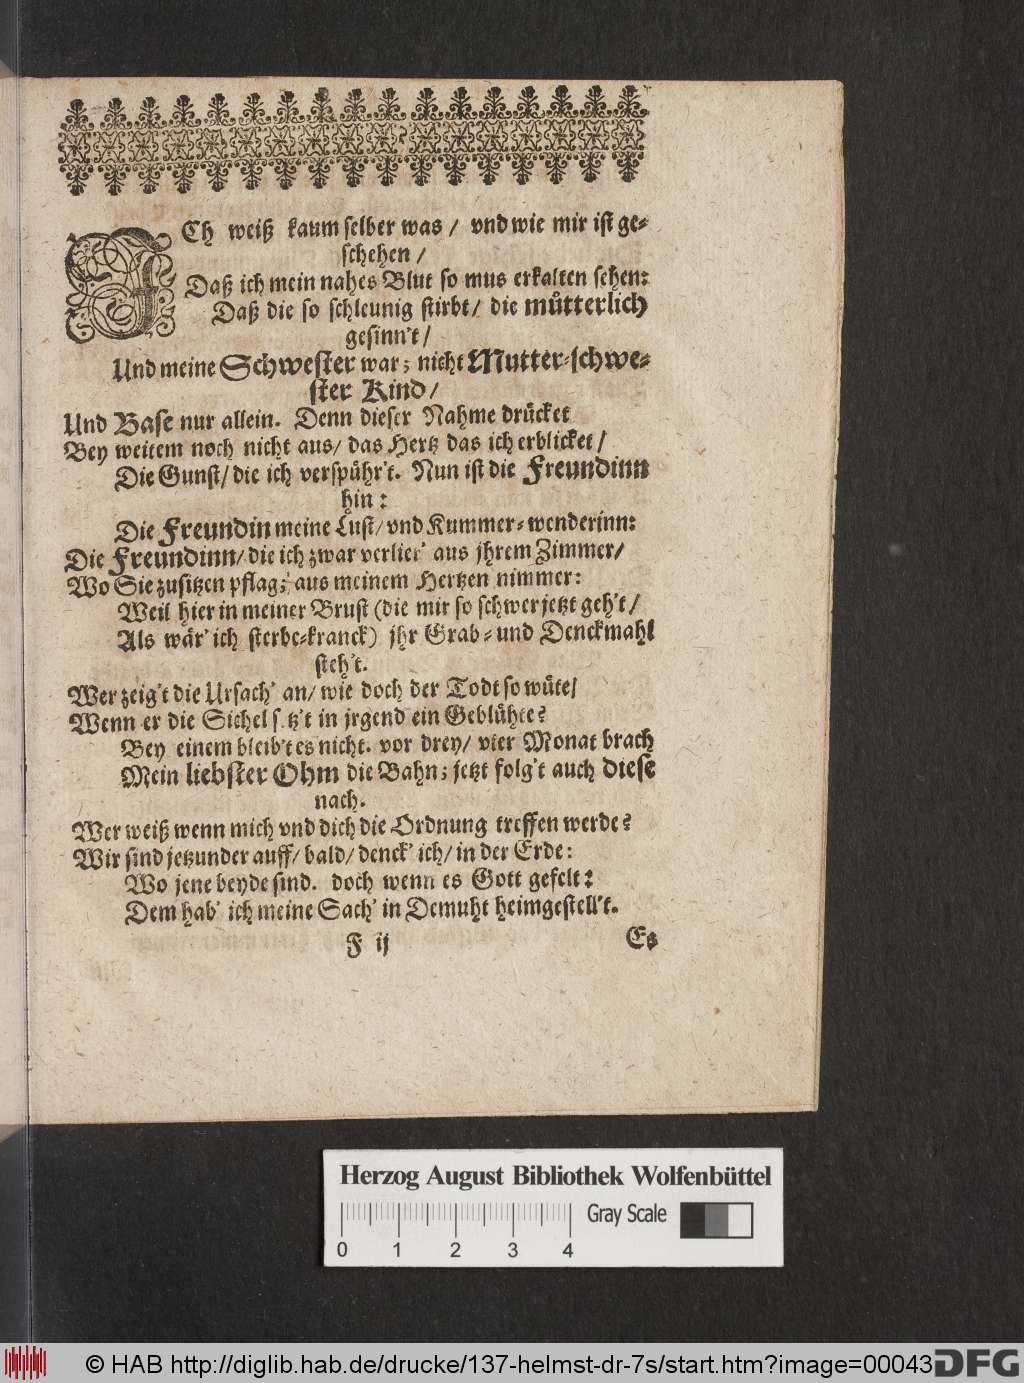 ICh weiß kaum selber was / vnd wie mir ist ge-
schehen /
Daß ich mein nahes Blut so mus erkalten sehen:
Daß die so schleunig stirbt / die mütterlich
gesinn't /
Und meine Schwester war; nicht Mutter-schwe-
ster Kind /
Und Base nur allein. Denn dieser Nahme drücket
Bey weitem noch nicht aus / das Hertz das ich erblicket /
Die Gunst / die ich verspühr't. Nun ist die Freundinn
hin:
Die Freundin meine Lust / vnd Kummer-wenderinn:
Die Freundinn / die ich zwar verlier' aus jhrem Zimmer /
Wo Sie zusitzen pflag; aus meinem Hertzen nimmer:
Weil hier in meiner Brust (die mir so schwer jetzt geh't /
Als wär' ich sterbe-kranck) jhr Grab- und Denckmahl
steh't.
Wer zeig't die Ursach' an / wie doch der Todt so wüte /
Wenn er die Sichel setz't in jrgend ein Geblühte?
Bey einem bleib't es nicht. vor drey / vier Monat brach
Mein liebster Ohm die Bahn; jetzt folg't auch diese
nach.
Wer weiß wenn mich vnd dich die Ordnung treffen werde?
Wir sind jetzunder auff / bald / denck' ich / in der Erde:
Wo jene beyde sind. doch wenn es Gott gefelt:
Dem hab' ich meine Sach' in Demuht heimgestell't.
F ij Es
Herzog August Bibliothek Wolfenbüttel
Gray Scale
0 1 2 3 4
© HAB http://diglib.hab.de/drucke/137-helmst-dr-7s/start.htm?image=00043
DFG